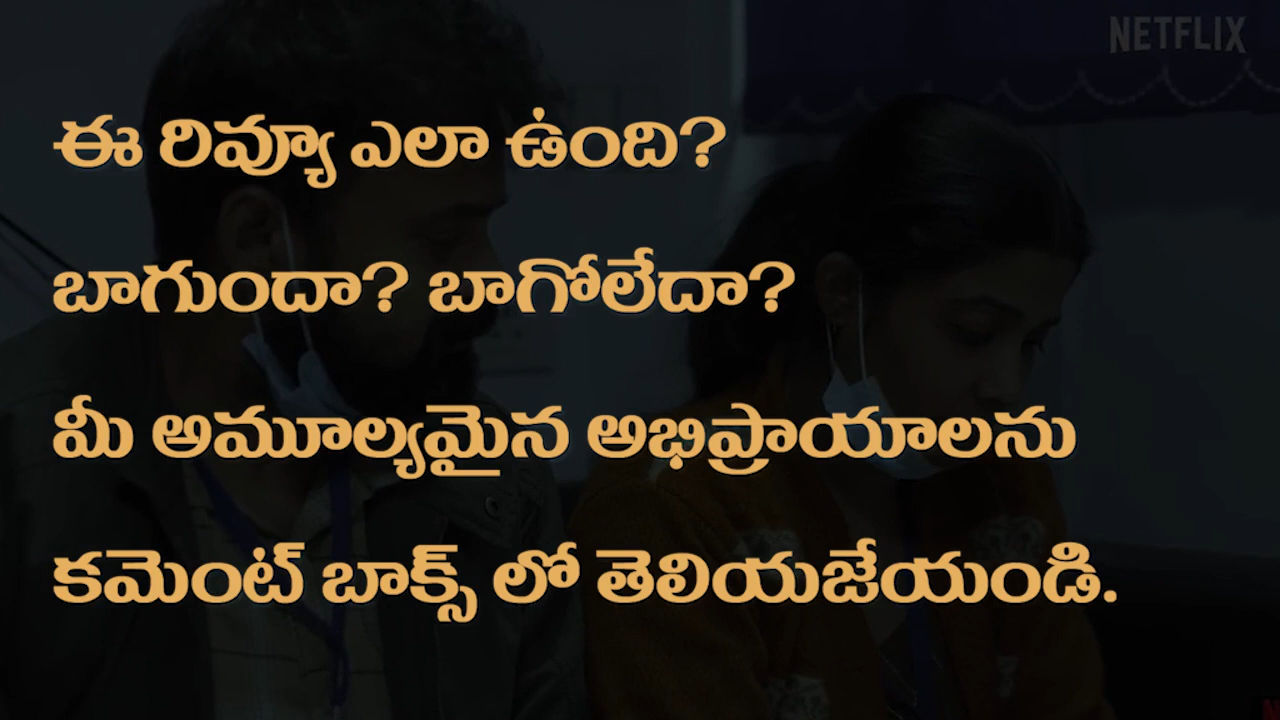 NETFLIX
ఈ రివ్యూ ఎలా ఉంది?
బాగుందా? బాగోలేదా?
మీ అమూల్యమైన అభిప్రాయాలను
కమెంట్ బాక్స్ లో తెలియజేయండి.